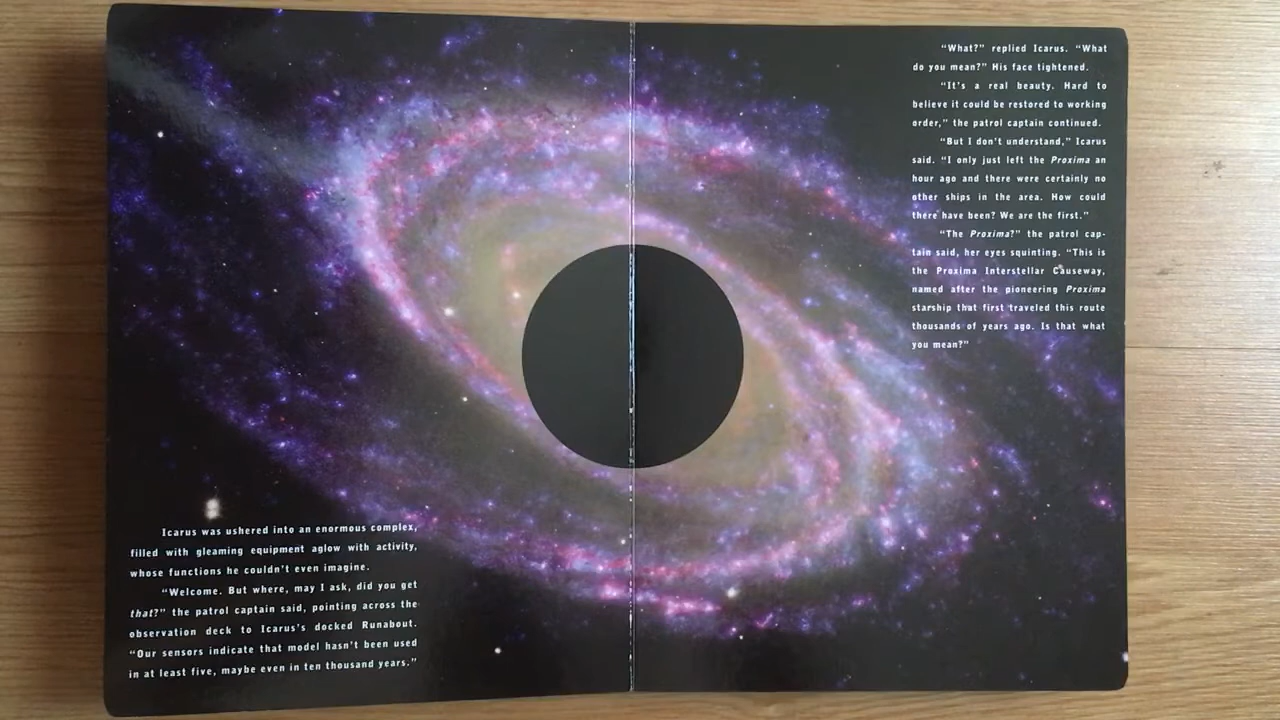 Icarus was ushered into an enormous complex,
filled with gleaming equipment aglow with activity,
whose functions he couldn't even imagine.
"Welcome. But where, may I ask, did you get
that?" the patrol captain said, pointing across the
observation deck to Icarus's docked Runabout.
"Our sensors indicate that model hasn't been used
in at least five, maybe even in ten thousand years."
"What?" replied Icarus. "What
do you mean?" His face tightened.
"It's a real beauty. Hard to
believe it could be restored to working
order," the patrol captain continued.
"But I don't understand," Icarus
said. "I only just left the Proxima an
hour ago and there were certainly no
other ships in the area. How could
there have been? We are the first."
"The Proxima?" the patrol cap-
tain said, her eyes squinting. "This is
the Proxima Interstellar Causeway,
named after the pioneering Proxima
starship that first traveled this route
thousands of years ago. Is that what
you mean?"